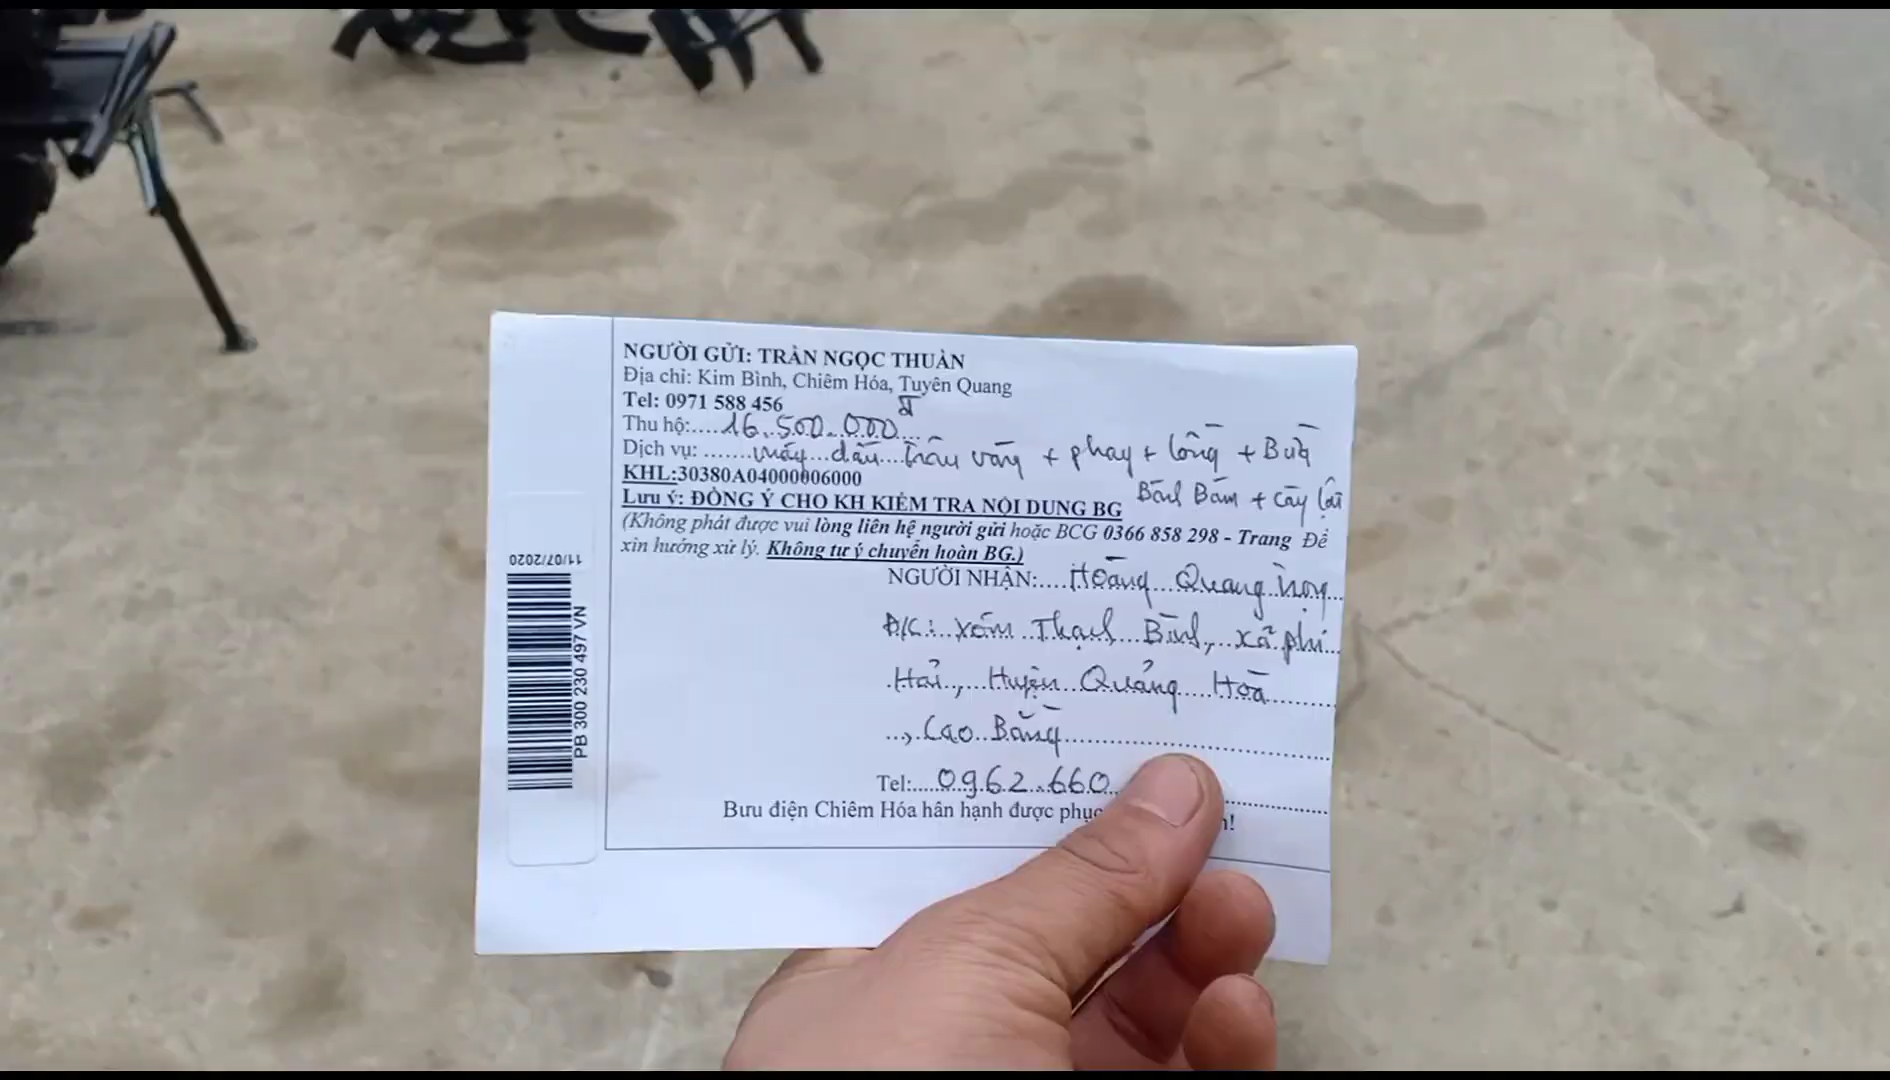 NGƯỜI GỬI: TRẦN NGỌC THUẦN
Địa chỉ: Kim Bình, Chiêm Hóa, Tuyên Quang
Tel: 0971 588 456
Thu hộ:.....16.500.000đ
Dịch vụ: .......máy dầu trâu vàng + phay + lồng + Bừa
Bánh Bám + cày lật
KHL:30380A04000006000
Lưu ý: ĐỒNG Ý CHO KH KIỂM TRA NỘI DUNG BG
(Không phát được vui lòng liên hệ người gửi hoặc BCG 0366 858 298 - Trang Để
xin hướng xử lý. Không tự ý chuyển hoàn BG.)
NGƯỜI NHẬN:....Hoàng Quang
Đ/C: xóm Thạch Bình, xã phi
Hải, Huyện Quảng Hoà
, Cao Bằng
Tel:....0962.660
Bưu điện Chiêm Hóa hân hạnh được phục
11/07/2020
PB 300 230 497 VN